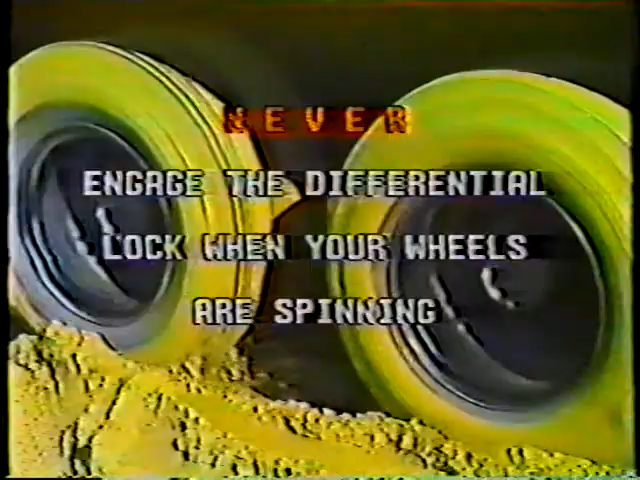 NEVER
ENGAGE THE DIFFERENTIAL
LOCK WHEN YOUR WHEELS
ARE SPINNING